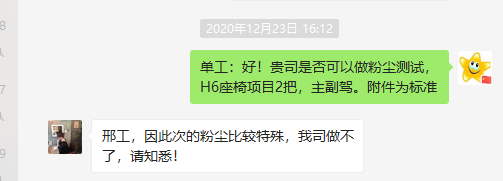 2020年12月23日 16:12
单工：好！贵司是否可以做粉尘测试，
H6座椅项目2把，主副驾。附件为标准
邢工，因此次的粉尘比较特殊，我司做不
了，请知悉！